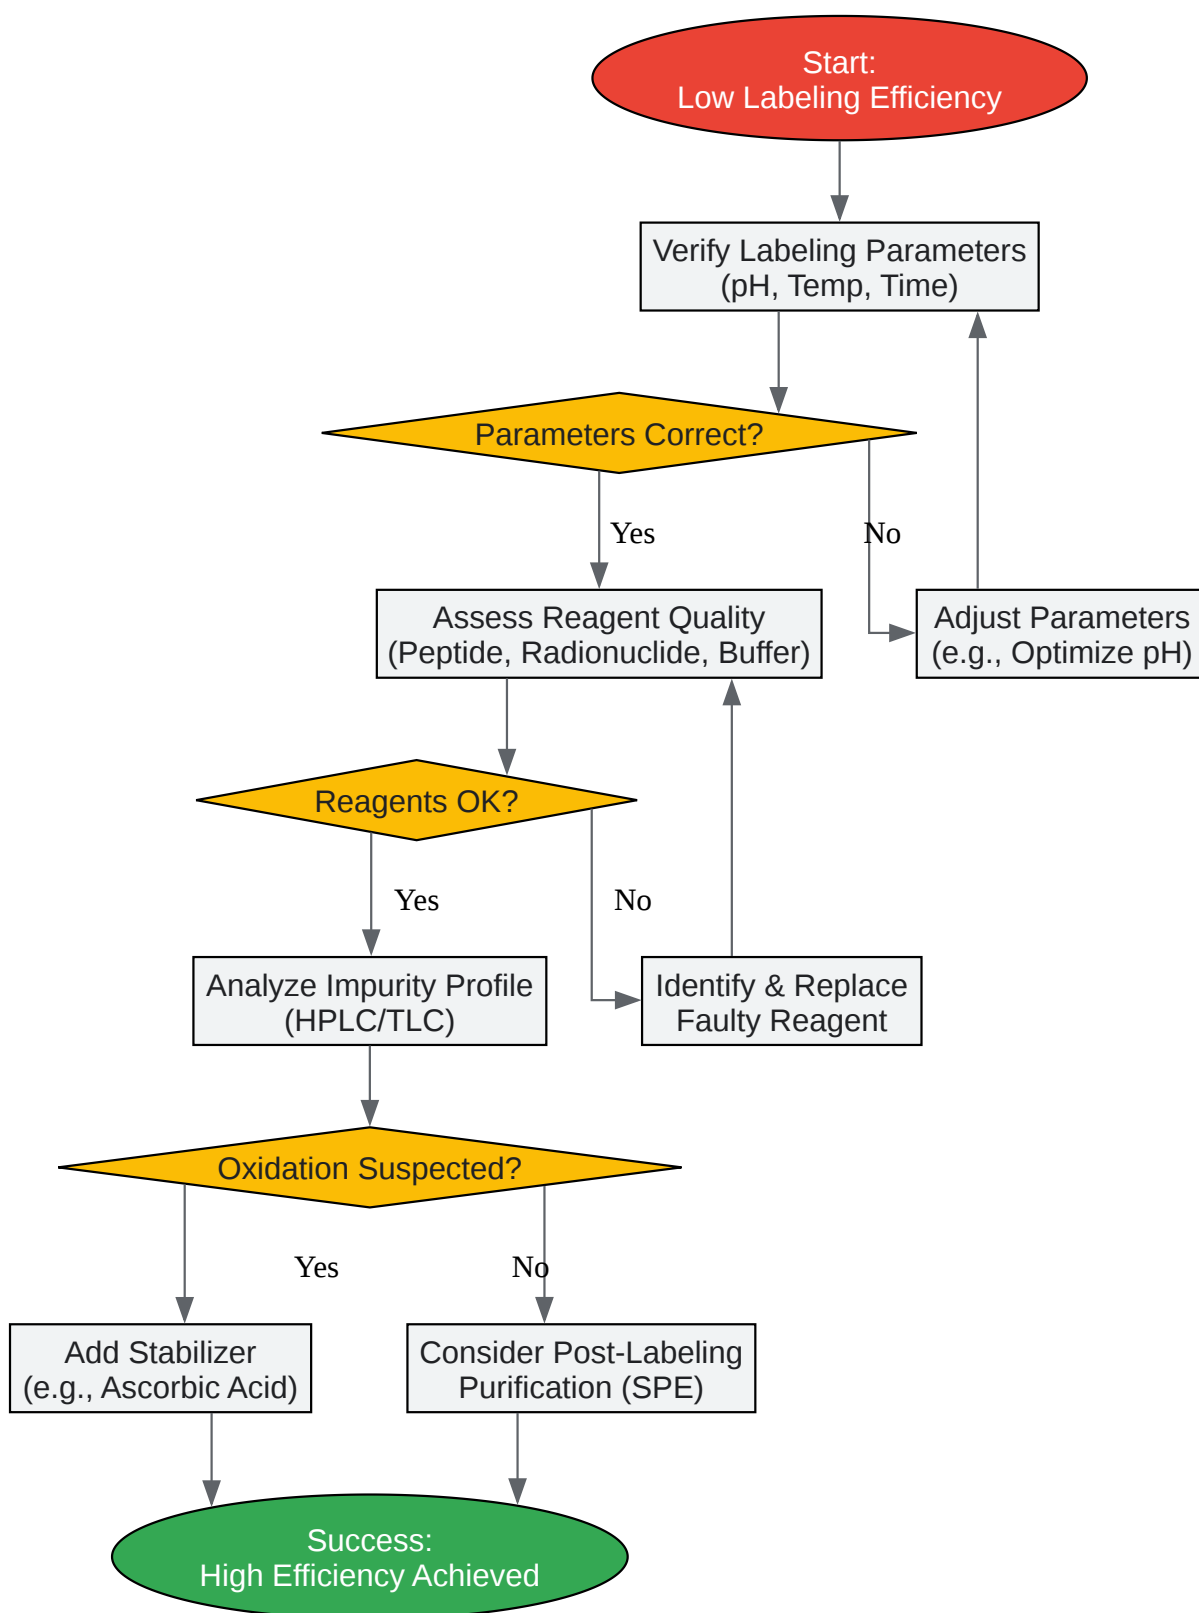 Start:
Low Labeling Efficiency
Verify Labeling Parameters
(pH, Temp, Time)
Parameters Correct?
Yes
No
Assess Reagent Quality
(Peptide, Radionuclide, Buffer)
Adjust Parameters
(e.g., Optimize pH)
Reagents OK?
Yes
No
Analyze Impurity Profile
(HPLC/TLC)
Identify & Replace
Faulty Reagent
Oxidation Suspected?
Yes
No
Add Stabilizer
(e.g., Ascorbic Acid)
Consider Post-Labeling
Purification (SPE)
Success:
High Efficiency Achieved